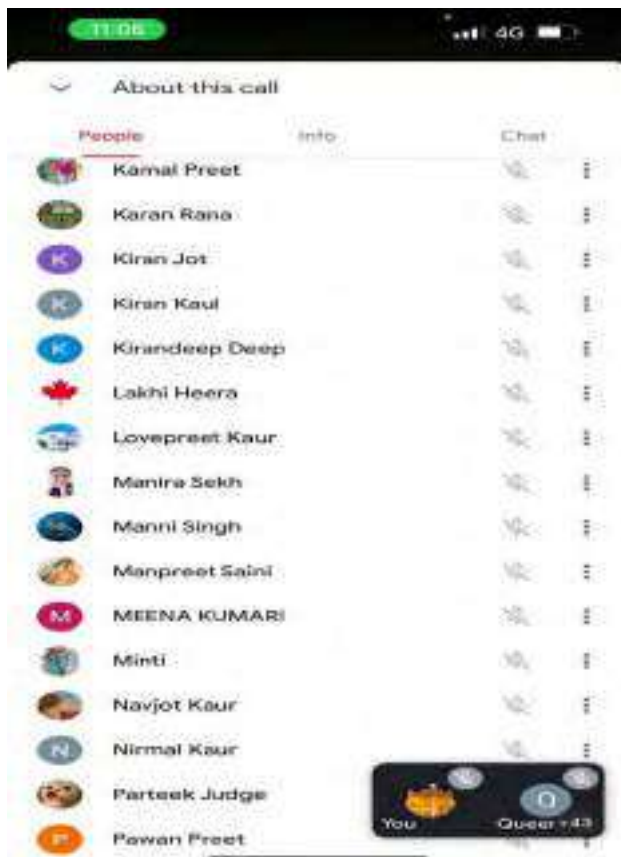 11:06
4G
About this call
People Info Chat
Kamal Preet
Karan Rana
K Kiran Jot
K Kiran Kaul
K Kirandeep Deep
Lakhi Heera
Lovepreet Kaur
Manira Sekh
Manni Singh
Manpreet Saini
M MEENA KUMARI
Minti
Navjot Kaur
N Nirmal Kaur
Parteek Judge
You Queer +43
P Pawan Preet